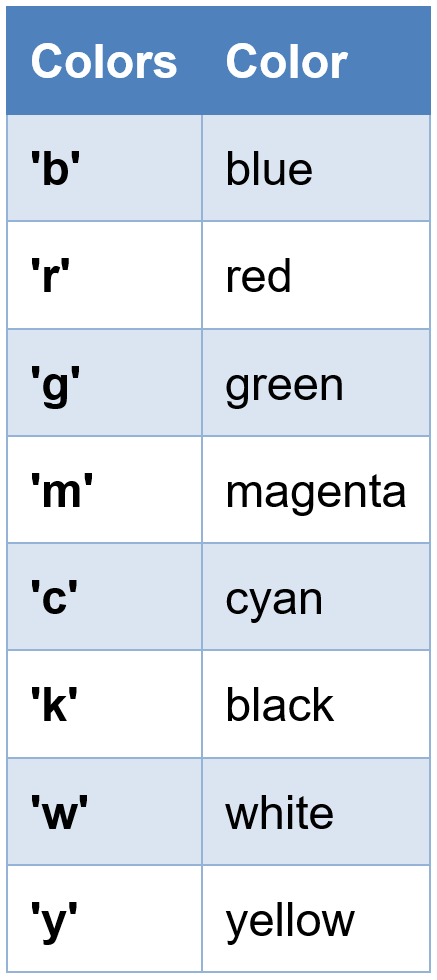 Colors Color
'b' blue
'r' red
'g' green
'm' magenta
'c' cyan
'k' black
'w' white
'y' yellow